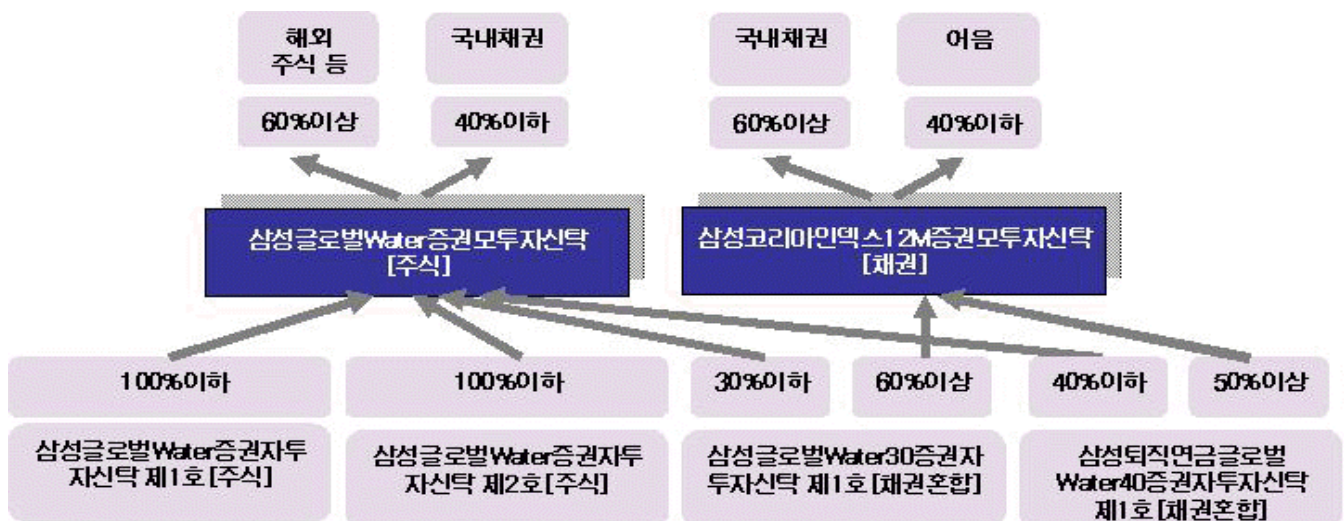 해외
주식 등
국내채권
국내채권
어음
60%이상
40%이하
60%이상
40%이하
삼성글로벌Water증권모투자신탁
[주식]
삼성코리아인덱스12M증권모투자신탁
[채권]
100%이하
100%이하
30%이하
60%이상
40%이하
50%이상
삼성글로벌Water증권자투
자신탁 제1호[주식]
삼성글로벌Water증권자투
자신탁 제2호[주식]
삼성글로벌Water30증권자
투자신탁 제1호[채권혼합]
삼성퇴직연금글로벌
Water40증권자투자신탁
제1호[채권혼합]